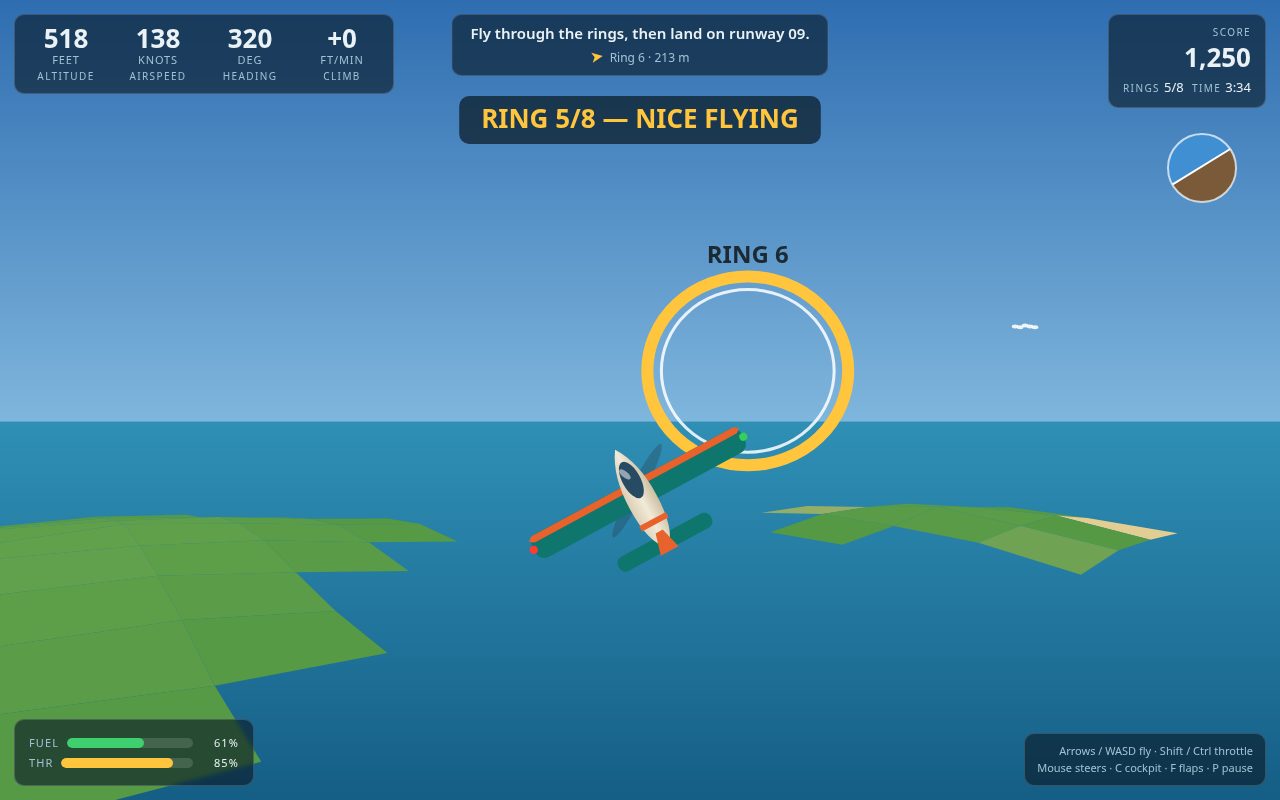 518 138 320 +0
FEET KNOTS DEG FT/MIN
ALTITUDE AIRSPEED HEADING CLIMB
Fly through the rings, then land on runway 09.
Ring 6 · 213 m
SCORE
1,250
RINGS 5/8 TIME 3:34
RING 5/8 — NICE FLYING
RING 6
FUEL 61%
THR 85%
Arrows / WASD fly · Shift / Ctrl throttle
Mouse steers · C cockpit · F flaps · P pause